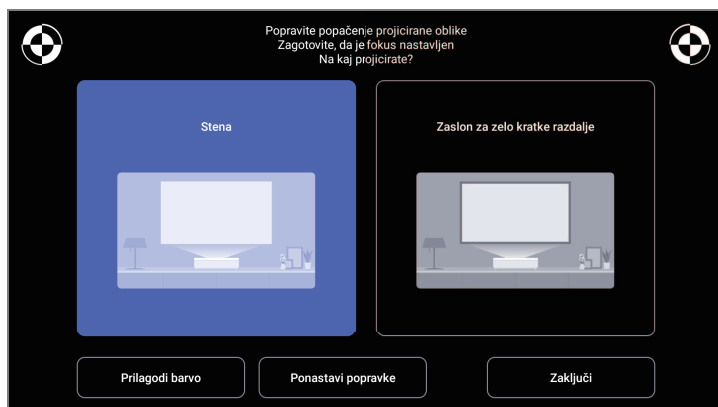 Popravite popačenje projicirane oblike
Zagotovite, da je fokus nastavljen
Na kaj projicirate?
Stena
Zaslon za zelo kratke razdalje
Prilagodi barvo
Ponastavi popravke
Zaključi